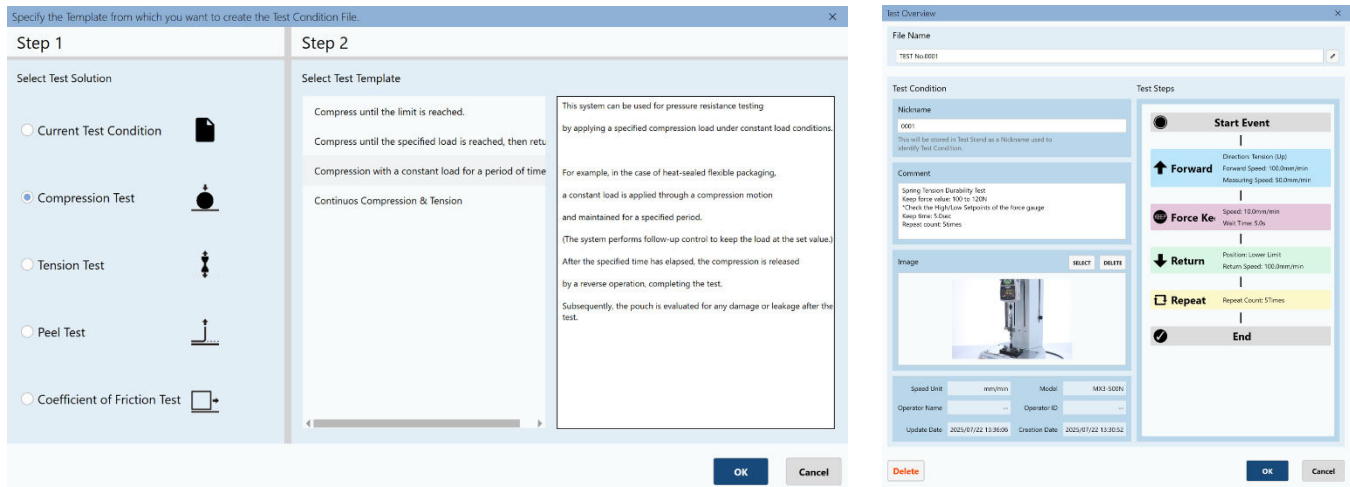 Specify the Template from which you want to create the Test Condition File.
Step 1
Select Test Solution
Current Test Condition
Compression Test
Tension Test
Peel Test
Coefficient of Friction Test
Step 2
Select Test Template
Compress until the limit is reached.
Compress until the specified load is reached, then retu
Compression with a constant load for a period of time
Continuos Compression & Tension
This system can be used for pressure resistance testing
by applying a specified compression load under constant load conditions.
For example, in the case of heat-sealed flexible packaging,
a constant load is applied through a compression motion
and maintained for a specified period.
(The system performs follow-up control to keep the load at the set value.)
After the specified time has elapsed, the compression is released
by a reverse operation, completing the test.
Subsequently, the pouch is evaluated for any damage or leakage after the
test.
OK
Cancel
Test Overview
File Name
TEST No.0001
Test Condition
Nickname
0001
This will be stored in Test Stand as a Nickname used to
identify Test Condition.
Comment
Spring Tension Durability Test
Keep force value: 100 to 120N
*Check the High/Low Setpoints of the force gauge
Keep time: 5.0sec
Repeat count: 5times
Image
SELECT
DELETE
Speed Unit
mm/min
Model
MX3-500N
Operator Name
--
Operator ID
--
Update Date
2025/07/22 13:36:06
Creation Date
2025/07/22 13:30:52
Test Steps
Start Event
Forward
Direction: Tension (Up)
Forward Speed: 100.0mm/min
Measuring Speed: 50.0mm/min
Force Ke
Speed: 10.0mm/min
Wait Time: 5.0s
Return
Position: Lower Limit
Return Speed: 100.0mm/min
Repeat
Repeat Count: 5Times
End
Delete
OK
Cancel